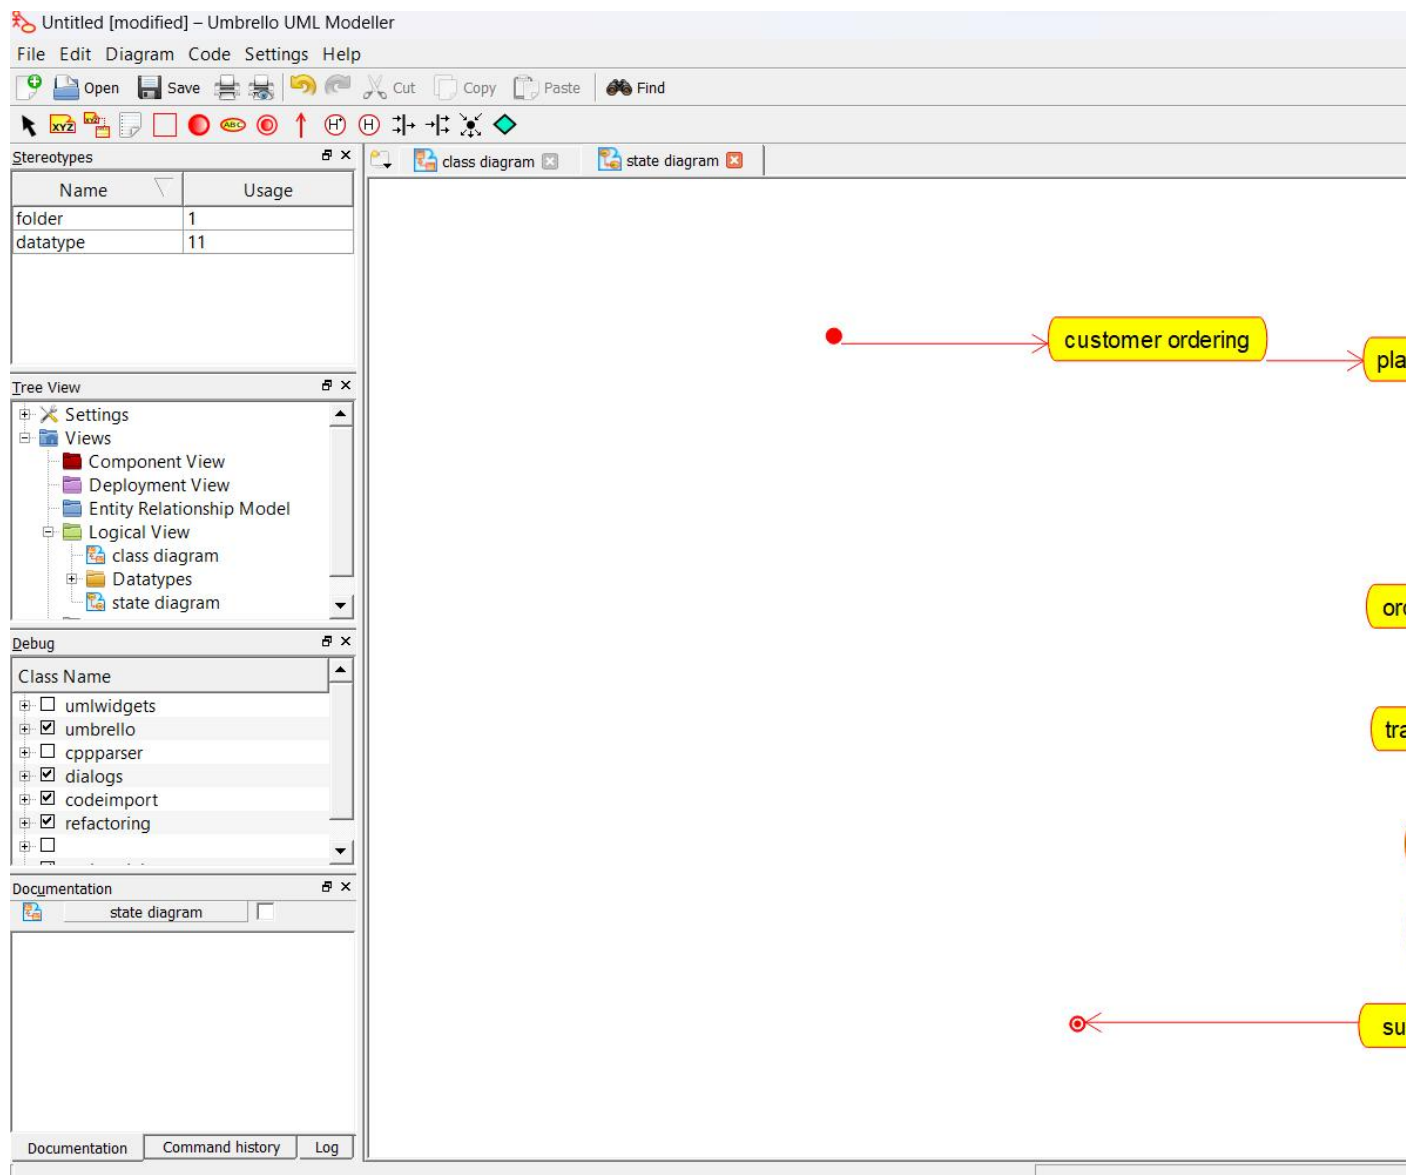 Untitled [modified] – Umbrello UML Modeller
File Edit Diagram Code Settings Help
Open Save Cut Copy Paste Find
XYZ ABC H* H
Stereotypes
class diagram state diagram
Name Usage
folder 1
datatype 11
customer ordering
pla
Tree View
Settings
Views
Component View
Deployment View
Entity Relationship Model
Logical View
class diagram
Datatypes
state diagram
ord
Debug
Class Name
umlwidgets
umbrello
cppparser
dialogs
codeimport
refactoring
tra
Documentation
state diagram
su
Documentation Command history Log